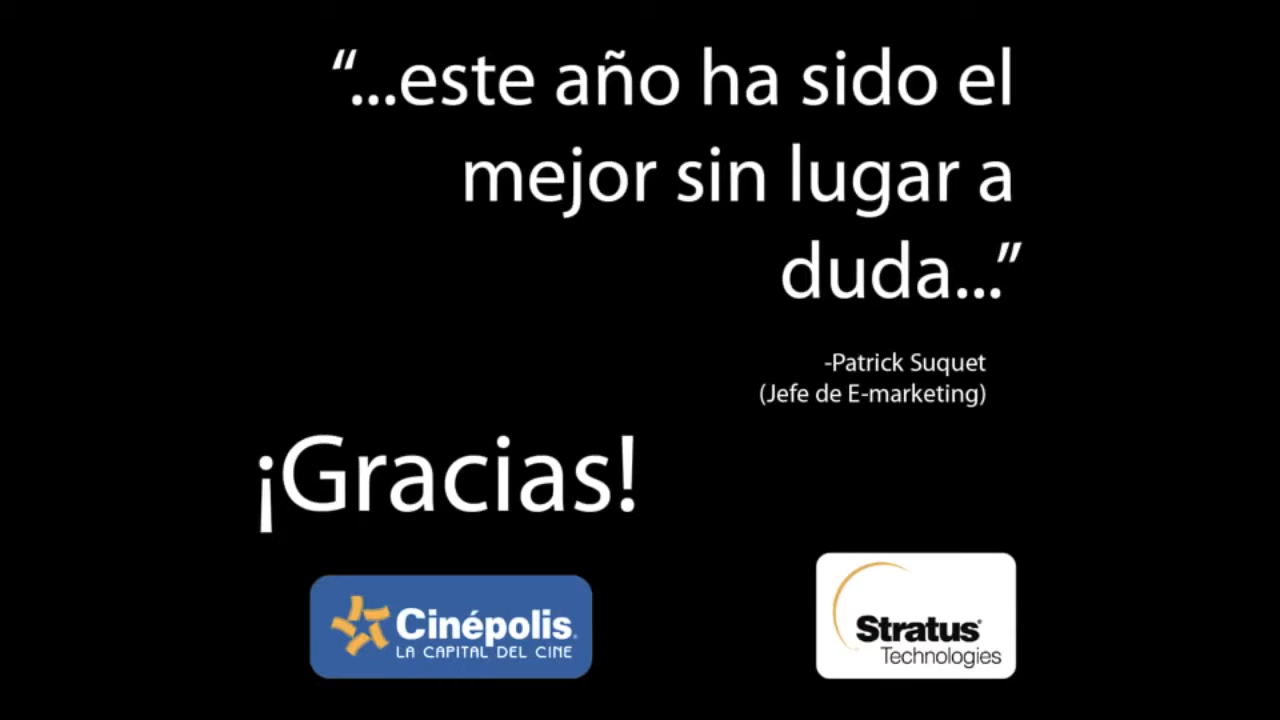 “...este año ha sido el
mejor sin lugar a
duda...”
-Patrick Suquet
(Jefe de E-marketing)
¡Gracias!
Cinépolis®
LA CAPITAL DEL CINE
Stratus®
Technologies